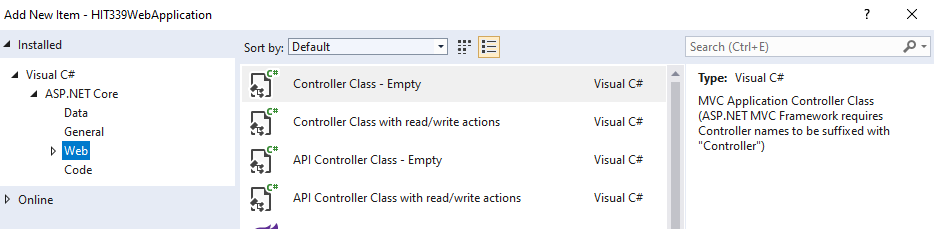 Add New Item - HIT339WebApplication
? ×
Installed
Sort by: Default
Search (Ctrl+E)
Visual C#
ASP.NET Core
Data
General
Web
Code
Online
C# Controller Class - Empty Visual C#
C# Controller Class with read/write actions Visual C#
C# API Controller Class - Empty Visual C#
C# API Controller Class with read/write actions Visual C#
Type: Visual C#
MVC Application Controller Class
(ASP.NET MVC Framework requires
Controller names to be suffixed with
"Controller")